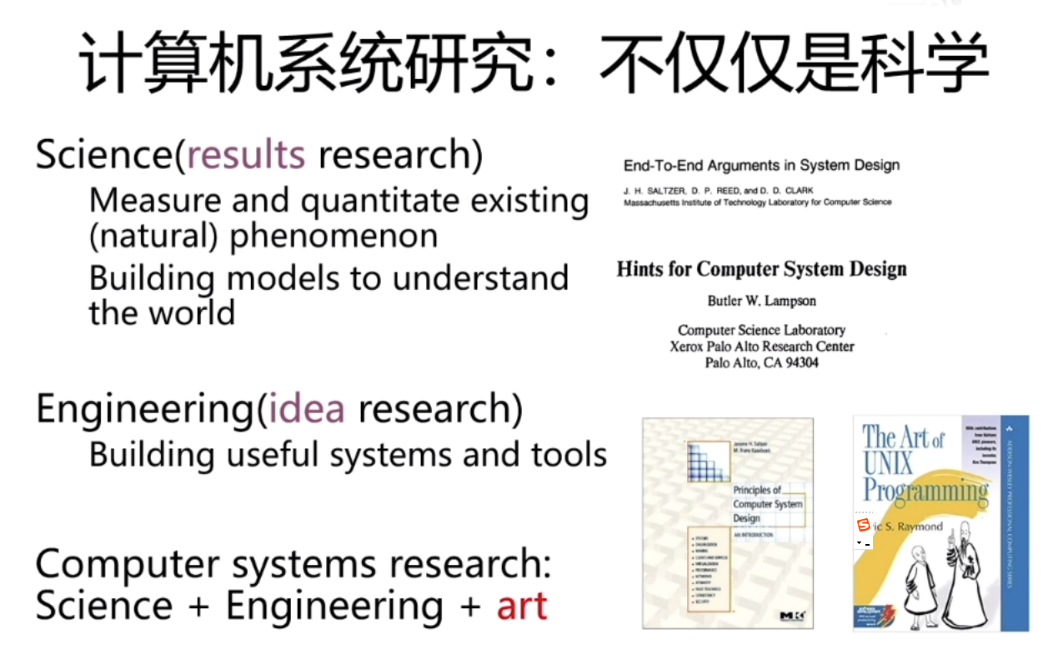 计算机系统研究：不仅仅是科学
Science(results research)
Measure and quantitate existing
(natural) phenomenon
Building models to understand
the world
Engineering(idea research)
Building useful systems and tools
Computer systems research:
Science + Engineering + art
End-To-End Arguments in System Design
J. H. SALTZER, D. P. REED, and D. D. CLARK
Massachusetts Institute of Technology Laboratory for Computer Science
Hints for Computer System Design
Butler W. Lampson
Computer Science Laboratory
Xerox Palo Alto Research Center
Palo Alto, CA 94304
Principles of
Computer System
Design
AN INTRODUCTION
The Art of
UNIX
Programming
ic S. Raymond